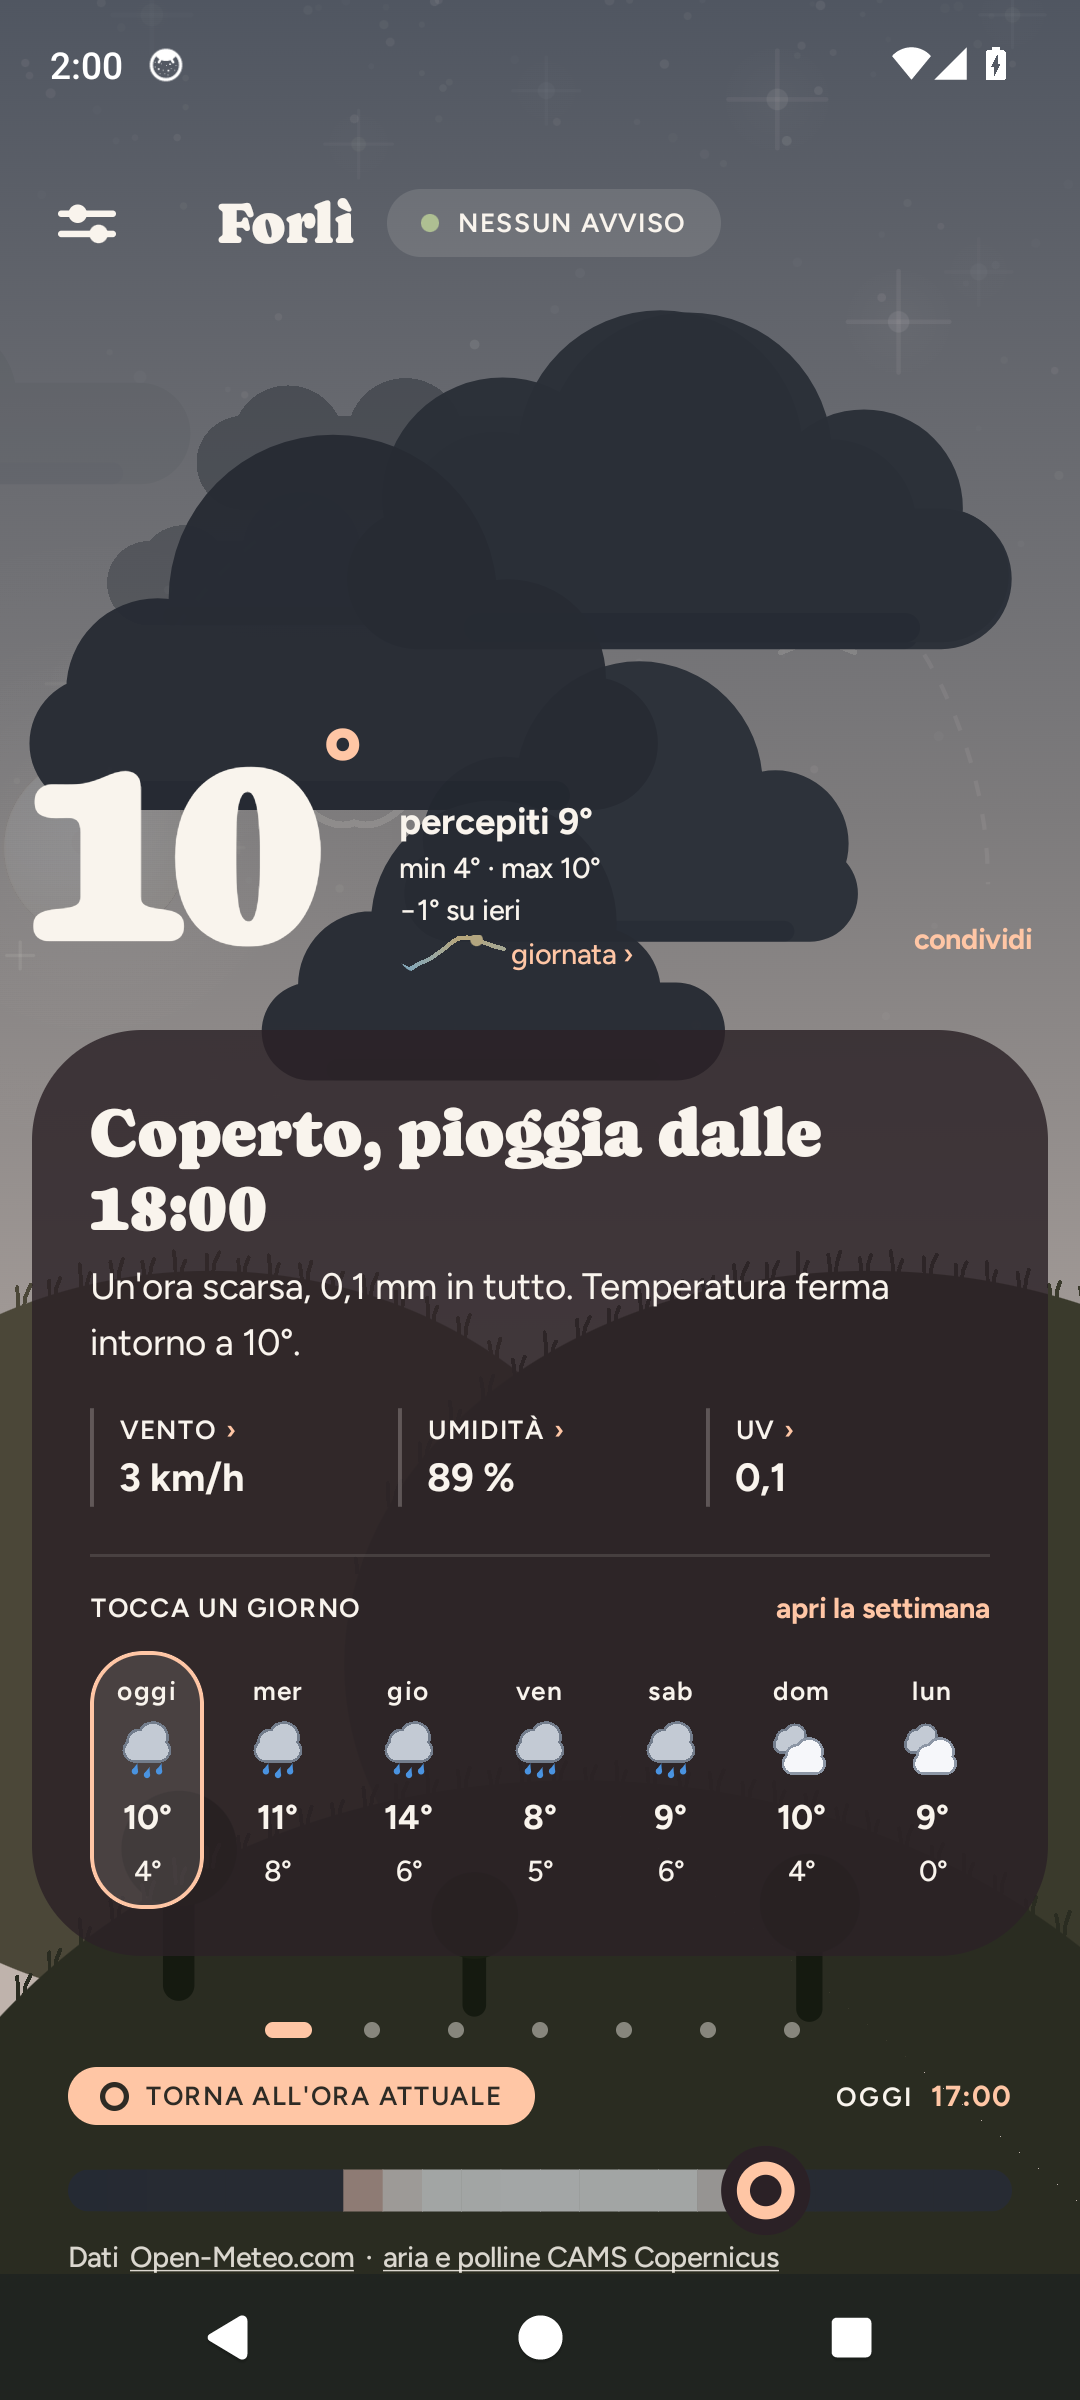 2:00
Forlì
NESSUN AVVISO
10°
percepiti 9°
min 4° · max 10°
−1° su ieri
giornata ›
condividi
Coperto, pioggia dalle
18:00
Un'ora scarsa, 0,1 mm in tutto. Temperatura ferma
intorno a 10°.
VENTO › UMIDITÀ › UV ›
3 km/h 89 % 0,1
TOCCA UN GIORNO apri la settimana
oggi mer gio ven sab dom lun
10° 11° 14° 8° 9° 10° 9°
4° 8° 6° 5° 6° 4° 0°
TORNA ALL'ORA ATTUALE OGGI 17:00
Dati Open-Meteo.com · aria e polline CAMS Copernicus